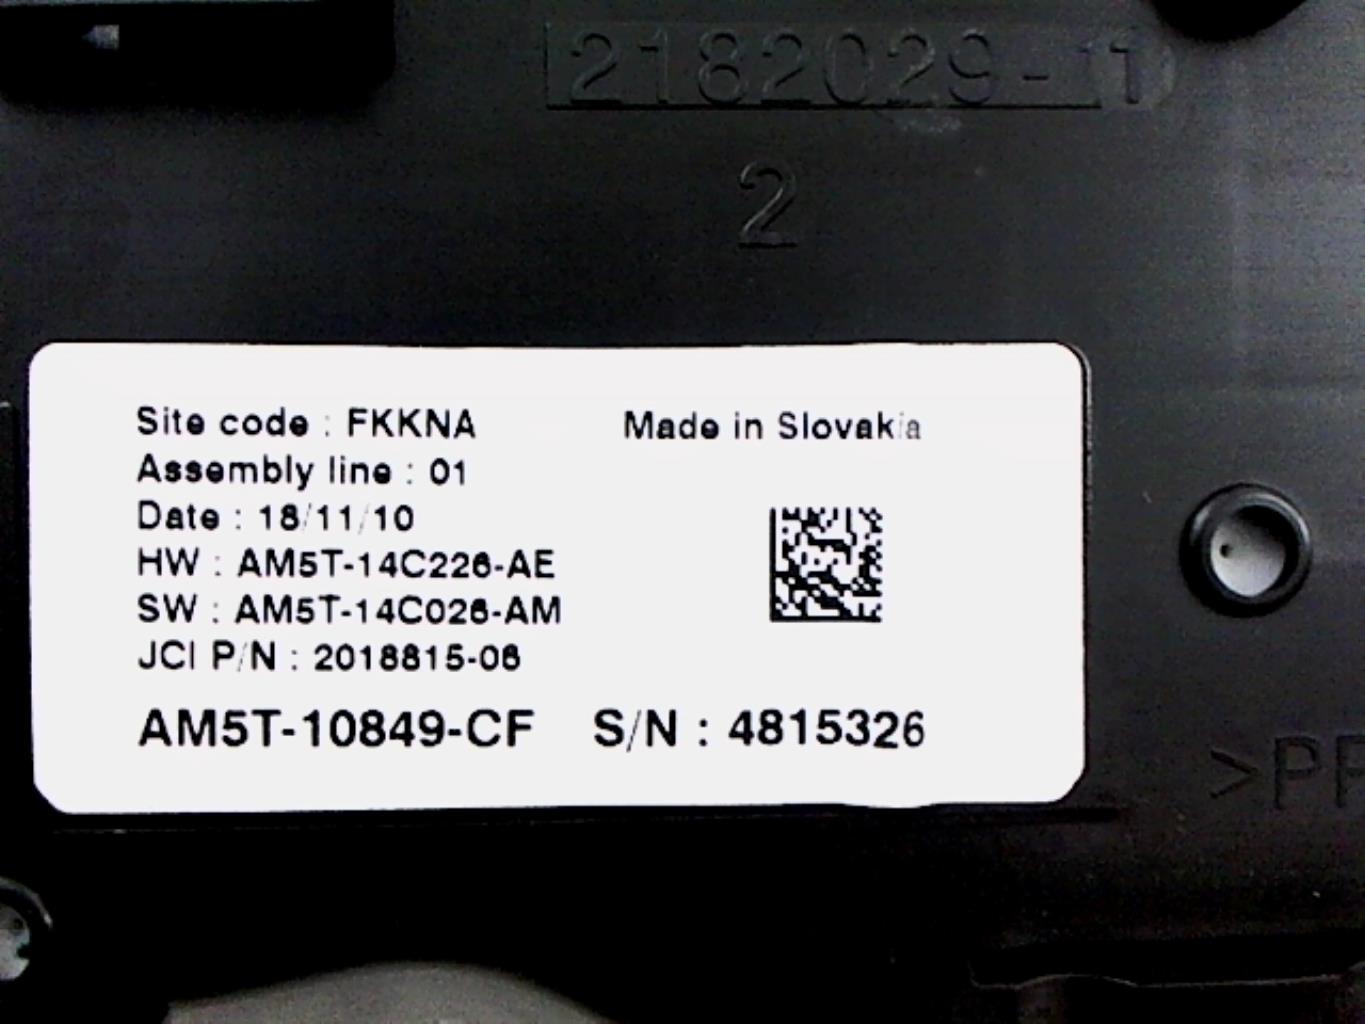 2182029-11
2
Site code : FKKNA Made in Slovakia
Assembly line : 01
Date : 18/11/10
HW : AM5T-14C226-AE
SW : AM5T-14C026-AM
JCI P/N : 2018815-06
AM5T-10849-CF S/N : 4815326
>PP